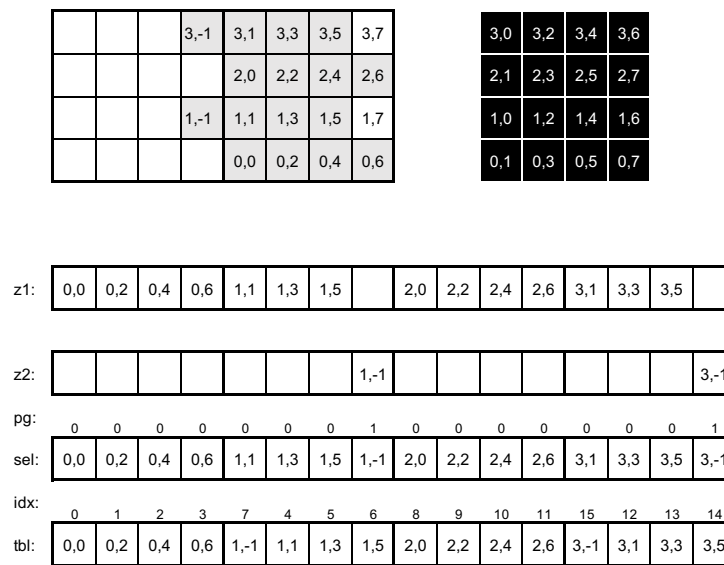 3,-1 3,1 3,3 3,5 3,7 3,0 3,2 3,4 3,6
2,0 2,2 2,4 2,6 2,1 2,3 2,5 2,7
1,-1 1,1 1,3 1,5 1,7 1,0 1,2 1,4 1,6
0,0 0,2 0,4 0,6 0,1 0,3 0,5 0,7
z1: 0,0 0,2 0,4 0,6 1,1 1,3 1,5 2,0 2,2 2,4 2,6 3,1 3,3 3,5
z2: 1,-1 3,-1
pg: 0 0 0 0 0 0 0 1 0 0 0 0 0 0 0 1
sel: 0,0 0,2 0,4 0,6 1,1 1,3 1,5 1,-1 2,0 2,2 2,4 2,6 3,1 3,3 3,5 3,-1
idx: 0 1 2 3 7 4 5 6 8 9 10 11 15 12 13 14
tbl: 0,0 0,2 0,4 0,6 1,-1 1,1 1,3 1,5 2,0 2,2 2,4 2,6 3,-1 3,1 3,3 3,5